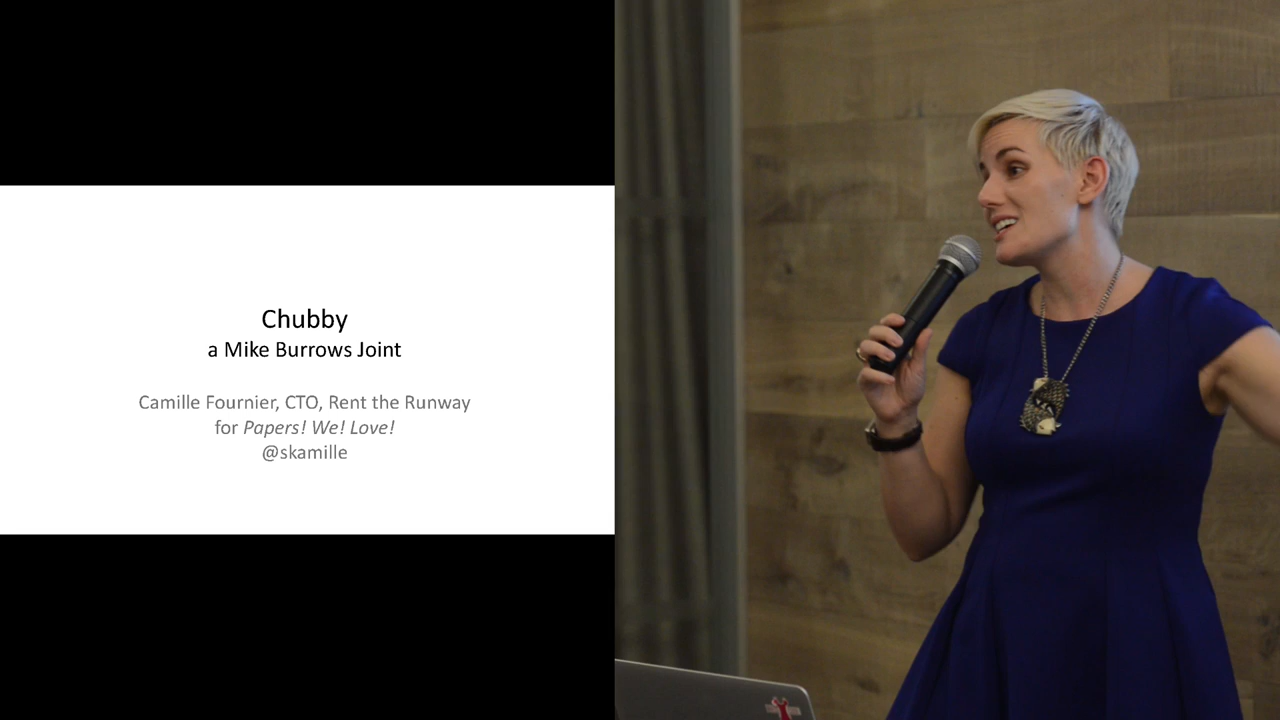 Chubby
a Mike Burrows Joint
Camille Fournier, CTO, Rent the Runway
for Papers! We! Love!
@skamille